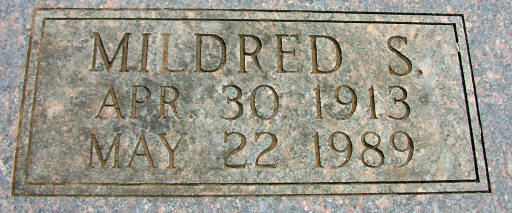 MILDRED S.
APR. 30 1913
MAY 22 1989